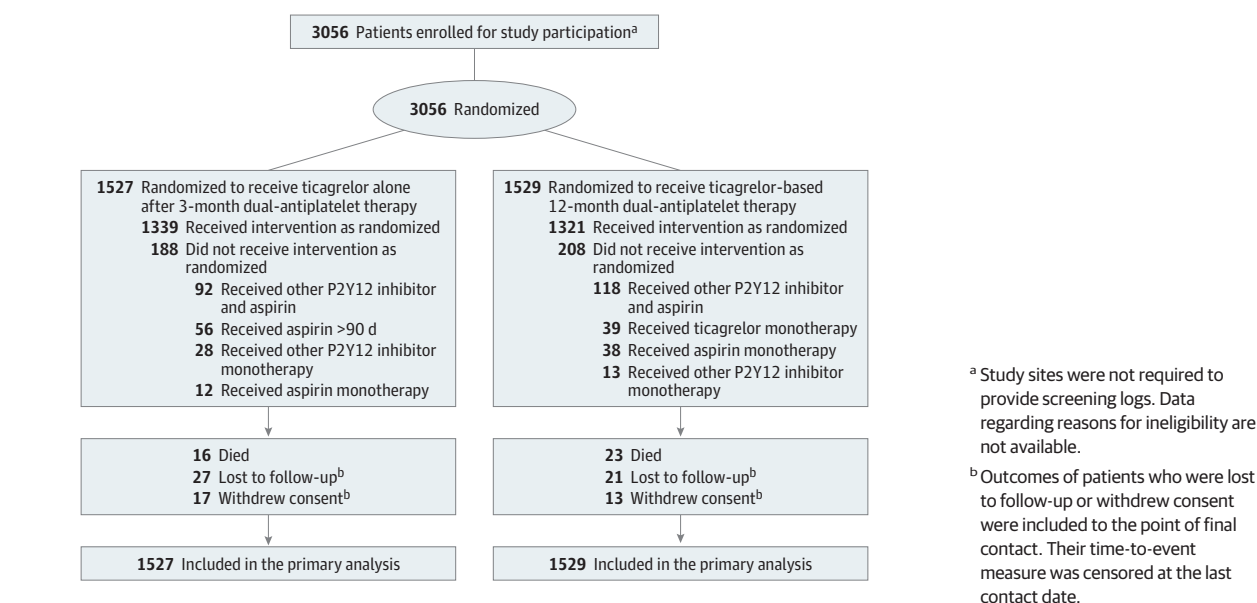 3056 Patients enrolled for study participationa
3056 Randomized
1527 Randomized to receive ticagrelor alone
after 3-month dual-antiplatelet therapy
1339 Received intervention as randomized
188 Did not receive intervention as
randomized
92 Received other P2Y12 inhibitor
and aspirin
56 Received aspirin >90 d
28 Received other P2Y12 inhibitor
monotherapy
12 Received aspirin monotherapy
1529 Randomized to receive ticagrelor-based
12-month dual-antiplatelet therapy
1321 Received intervention as randomized
208 Did not receive intervention as
randomized
118 Received other P2Y12 inhibitor
and aspirin
39 Received ticagrelor monotherapy
38 Received aspirin monotherapy
13 Received other P2Y12 inhibitor
monotherapy
16 Died
27 Lost to follow-upb
17 Withdrew consentb
23 Died
21 Lost to follow-upb
13 Withdrew consentb
1527 Included in the primary analysis
1529 Included in the primary analysis
a Study sites were not required to
provide screening logs. Data
regarding reasons for ineligibility are
not available.
b Outcomes of patients who were lost
to follow-up or withdrew consent
were included to the point of final
contact. Their time-to-event
measure was censored at the last
contact date.